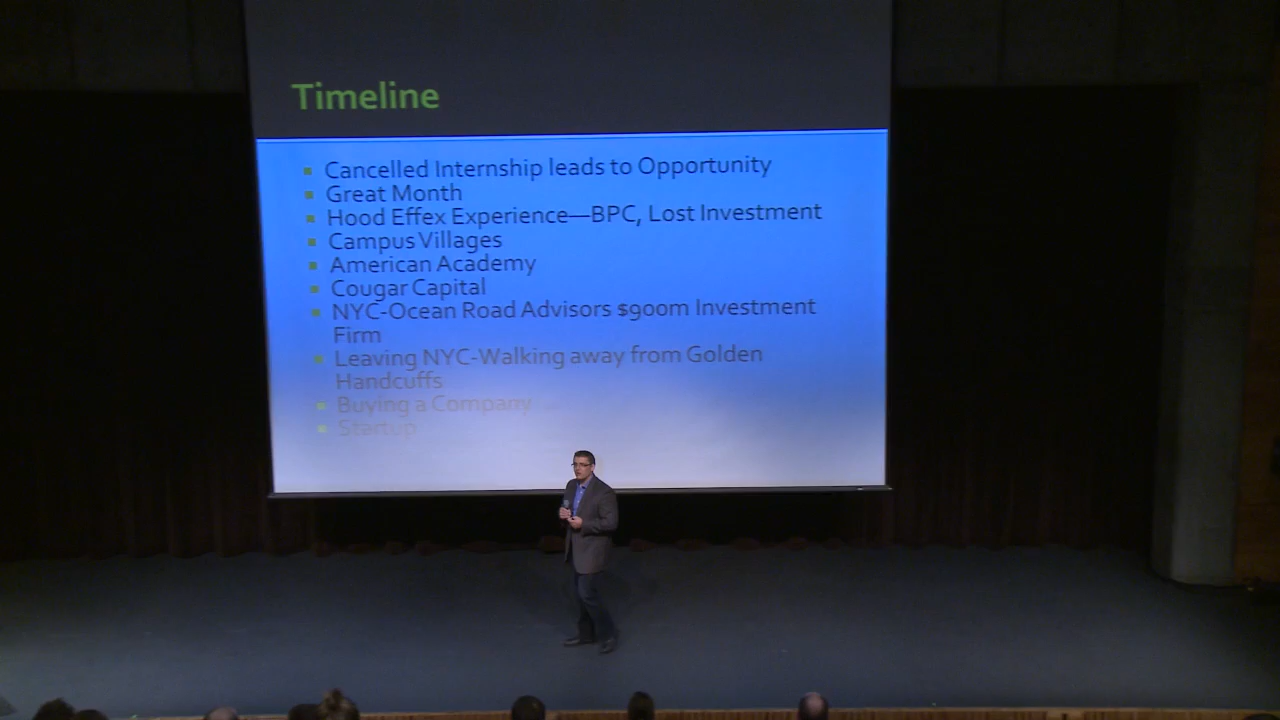 Timeline
Cancelled Internship leads to Opportunity
Great Month
Hood Effex Experience—BPC, Lost Investment
Campus Villages
American Academy
Cougar Capital
NYC-Ocean Road Advisors $900m Investment
Firm
Leaving NYC-Walking away from Golden
Handcuffs
Buying a Company
Startup